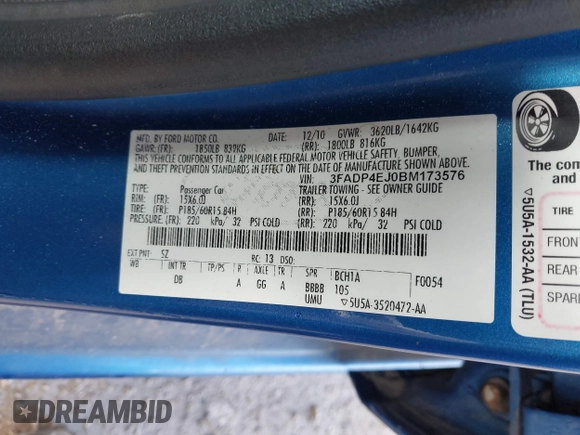 MFD. BY FORD MOTOR CO.
DATE: 12/10 GVWR: 3620LB/1642KG
GAWR: (FR): 1850LB 839KG (RR): 1800LB 816KG
THIS VEHICLE CONFORMS TO ALL APPLICABLE FEDERAL MOTOR VEHICLE SAFETY, BUMPER,
AND THEFT PREVENTION STANDARDS IN EFFECT ON THE DATE OF MANUFACTURE SHOWN ABOVE.
VIN: 3FADP4EJ0BM173576
TYPE: Passenger Car TRAILER TOWING - SEE OWNER GUIDE
RIM: (FR): 15X6.0J (RR): 15X6.0J
TIRE: (FR): P185/60R15 84H (RR): P185/60R15 84H
PRESSURE: (FR): 220 kPa/ 32 PSI COLD (RR): 220 kPa/ 32 PSI COLD
EXT PNT: SZ RC: 13 DSO:
WB INT TR TP/PS R AXLE TR SPR BCH1A F0054
DB A GG A BBBB 105
UMU ▽5U5A-3520472-AA
▽5U5A-1532-AA (TLU)
The com
and
TIRE
FRONT
REAR
SPARE
DREAMBID